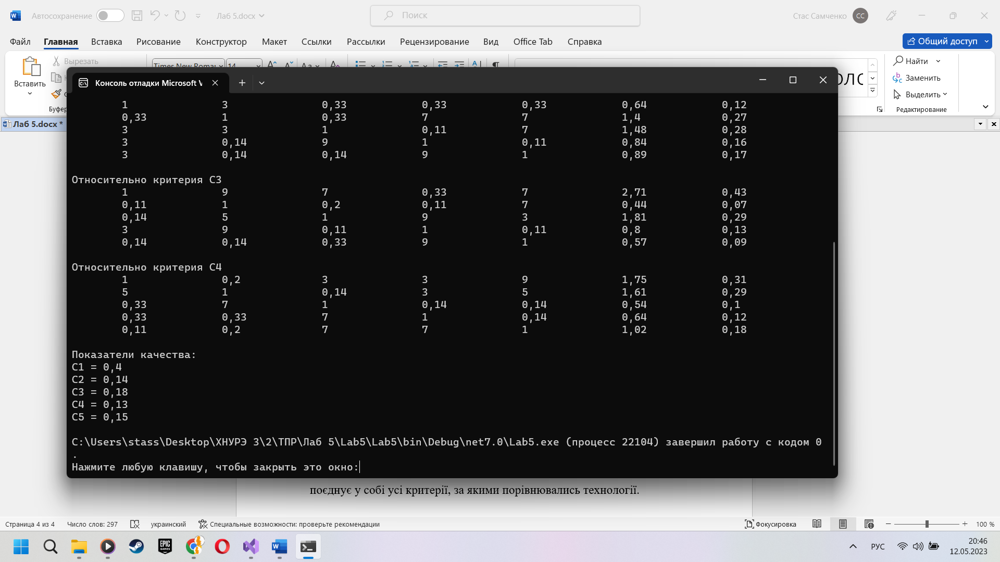 Автосохранение
Лаб 5.docx
Поиск
Стас Самченко
СС
Файл Главная Вставка Рисование Конструктор Макет Ссылки Рассылки Рецензирование Вид Office Tab Справка
Общий доступ
Вставить
Вырезать
Times New Roma 14
Найти
Заменить
Выделить
Буфер
Редактирование
Лаб 5.docx *
Консоль отладки Microsoft V
1 3 0,33 0,33 0,33 0,64 0,12
0,33 1 0,33 7 7 1,4 0,27
3 3 1 0,11 7 1,48 0,28
3 0,14 9 1 0,11 0,84 0,16
3 0,14 0,14 9 1 0,89 0,17
Относительно критерия C3
1 9 7 0,33 7 2,71 0,43
0,11 1 0,2 0,11 7 0,44 0,07
0,14 5 1 9 3 1,81 0,29
3 9 0,11 1 0,11 0,8 0,13
0,14 0,14 0,33 9 1 0,57 0,09
Относительно критерия C4
1 0,2 3 3 9 1,75 0,31
5 1 0,14 3 5 1,61 0,29
0,33 7 1 0,14 0,14 0,54 0,1
0,33 0,33 7 1 0,14 0,64 0,12
0,11 0,2 7 7 1 1,02 0,18
Показатели качества:
C1 = 0,4
C2 = 0,14
C3 = 0,18
C4 = 0,13
C5 = 0,15
C:\Users\stass\Desktop\ХНУРЭ 3\2\ТПР\Лаб 5\Lab5\Lab5\bin\Debug\net7.0\Lab5.exe (процесс 22104) завершил работу с кодом 0
.
Нажмите любую клавишу, чтобы закрыть это окно:
поєднує у собі усі критерії, за якими порівнювались технології.
Страница 4 из 4 Число слов: 297 украинский Специальные возможности: проверьте рекомендации Фокусировка 100 %
EPIC GAMES
РУС
20:46
12.05.2023